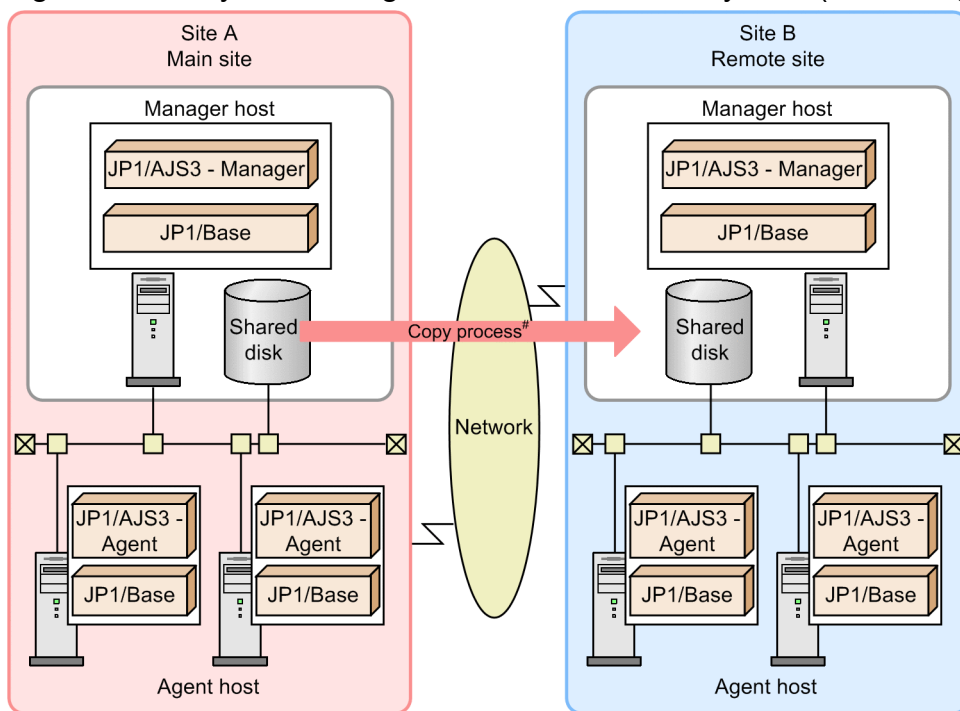 Site A
Main site
Manager host
JP1/AJS3 - Manager
JP1/Base
Shared
disk
JP1/AJS3 -
Agent
JP1/Base
JP1/AJS3 -
Agent
JP1/Base
Agent host
Copy process#
Network
Site B
Remote site
Manager host
JP1/AJS3 - Manager
JP1/Base
Shared
disk
JP1/AJS3 -
Agent
JP1/Base
JP1/AJS3 -
Agent
JP1/Base
Agent host